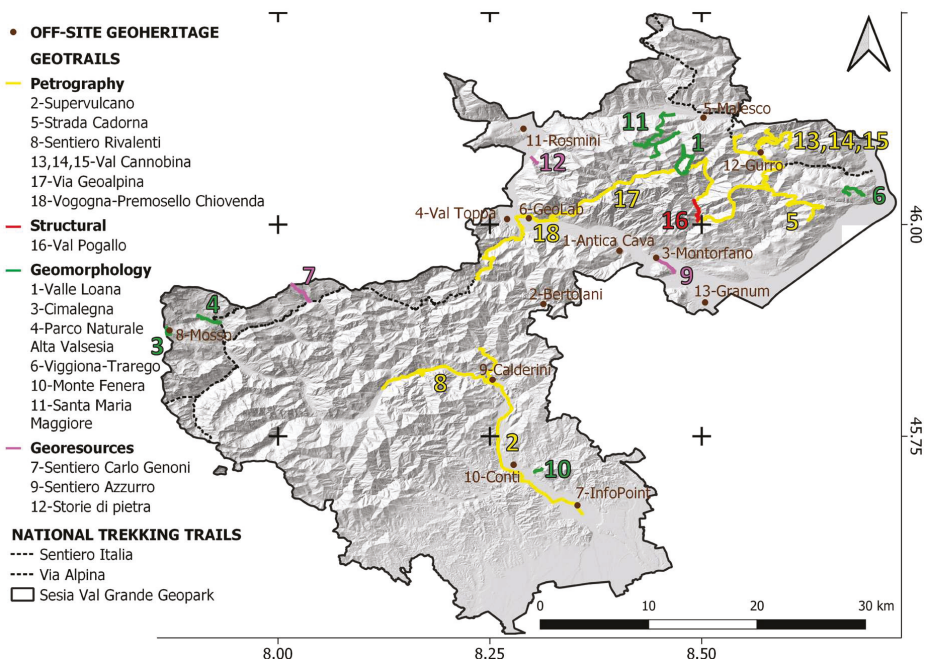 OFF-SITE GEOHERITAGE
GEOTRAILS
Petrography
2-Supervulcano
5-Strada Cadorna
8-Sentiero Rivalenti
13,14,15-Val Cannobina
17-Via Geoalpina
18-Vogogna-Premosello Chiovenda
Structural
16-Val Pogallo
Geomorphology
1-Valle Loana
3-Cimalegna
4-Parco Naturale
Alta Valsesia
6-Viggiona-Trarego
10-Monte Fenera
11-Santa Maria
Maggiore
Georesources
7-Sentiero Carlo Genoni
9-Sentiero Azzurro
12-Storie di pietra
NATIONAL TREKKING TRAILS
Sentiero Italia
Via Alpina
Sesia Val Grande Geopark
5-Malesco
11
11-Rosmini
1
13,14,15
12
12-Gurro
6
17
16
5
4-Val Toppa
6-GeoLab
18
46.00
1-Antica Cava
3-Montorfano
9
7
2-Bertolani
13-Granum
4
8-Mosso
3
9-Calderini
8
45.75
2
10
10-Conti
7-InfoPoint
0
10
20
30 km
8.00
8.25
8.50